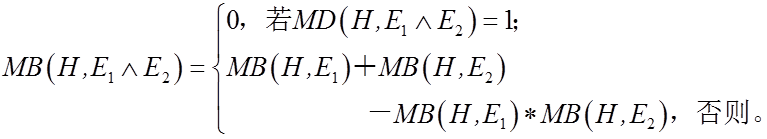 0，若MD(H,E₁∧E₂)=1;
MB(H,E₁∧E₂)={MB(H,E₁)+MB(H,E₂)
−MB(H,E₁)*MB(H,E₂)，否则。